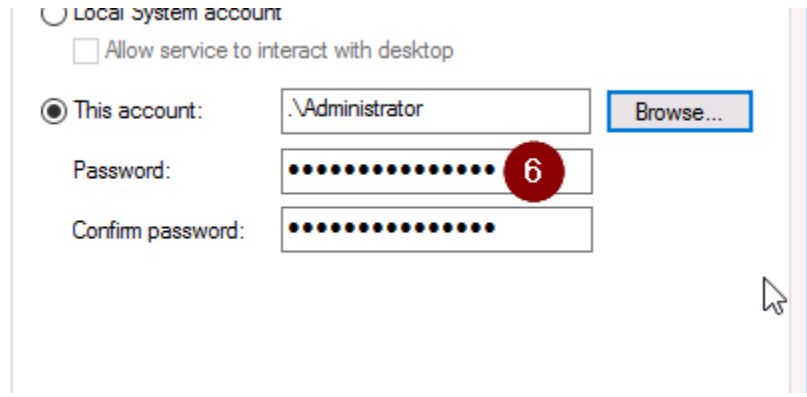 Local System account
Allow service to interact with desktop
This account: .\Administrator Browse...
Password: ●●●●●●●●●●●●●●● 6
Confirm password: ●●●●●●●●●●●●●●●